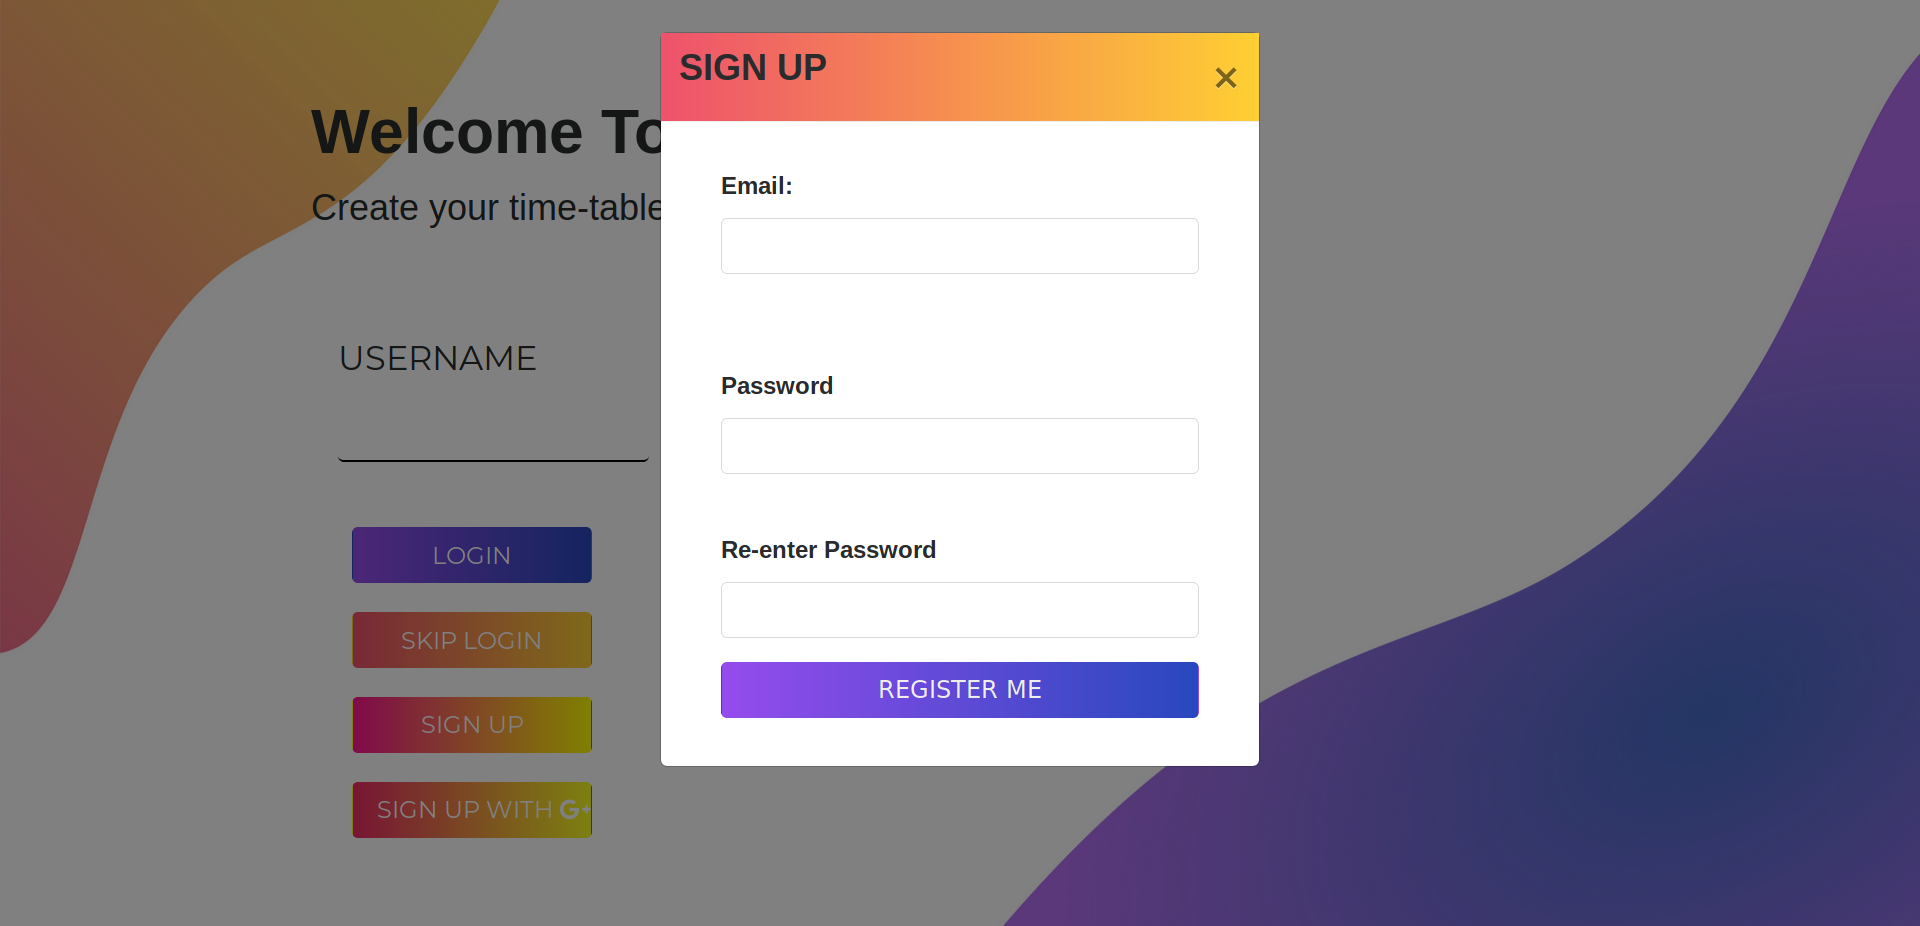 Welcome To
Create your time-table
USERNAME
LOGIN
SKIP LOGIN
SIGN UP
SIGN UP WITH G+
SIGN UP
×
Email:
Password
Re-enter Password
REGISTER ME